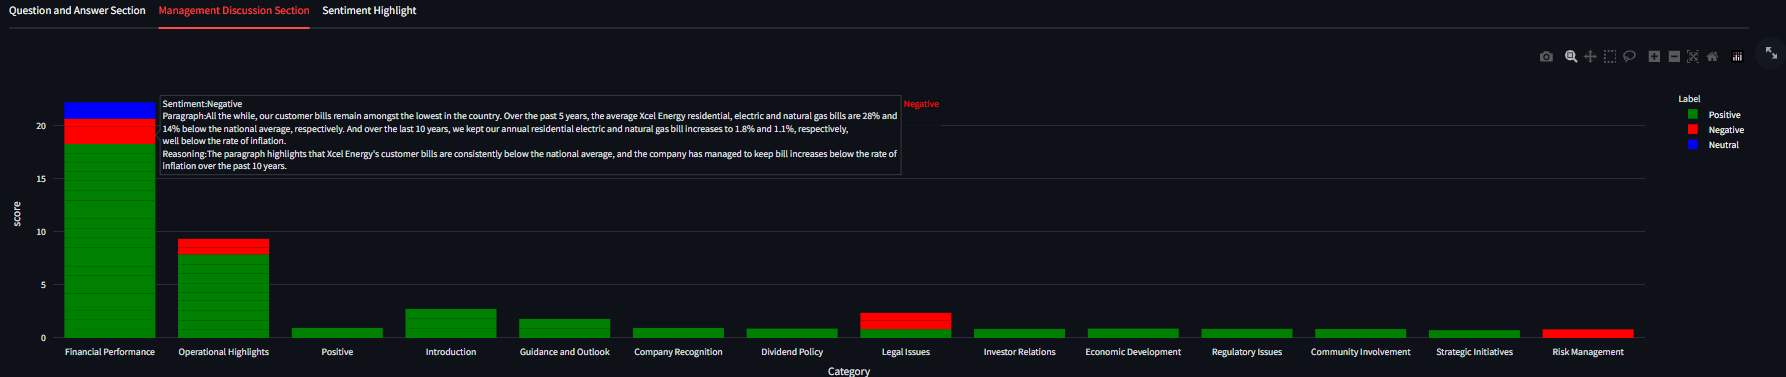 Question and Answer Section
Management Discussion Section
Sentiment Highlight
Sentiment:Negative
Paragraph:All the while, our customer bills remain amongst the lowest in the country. Over the past 5 years, the average Xcel Energy residential, electric and natural gas bills are 28% and
14% below the national average, respectively. And over the last 10 years, we kept our annual residential electric and natural gas bill increases to 1.8% and 1.1%, respectively,
well below the rate of inflation.
Reasoning:The paragraph highlights that Xcel Energy's customer bills are consistently below the national average, and the company has managed to keep bill increases below the rate of
inflation over the past 10 years.
Negative
Label
Positive
Negative
Neutral
score
20
15
10
5
0
Financial Performance
Operational Highlights
Positive
Introduction
Guidance and Outlook
Company Recognition
Dividend Policy
Legal Issues
Investor Relations
Economic Development
Regulatory Issues
Community Involvement
Strategic Initiatives
Risk Management
Category